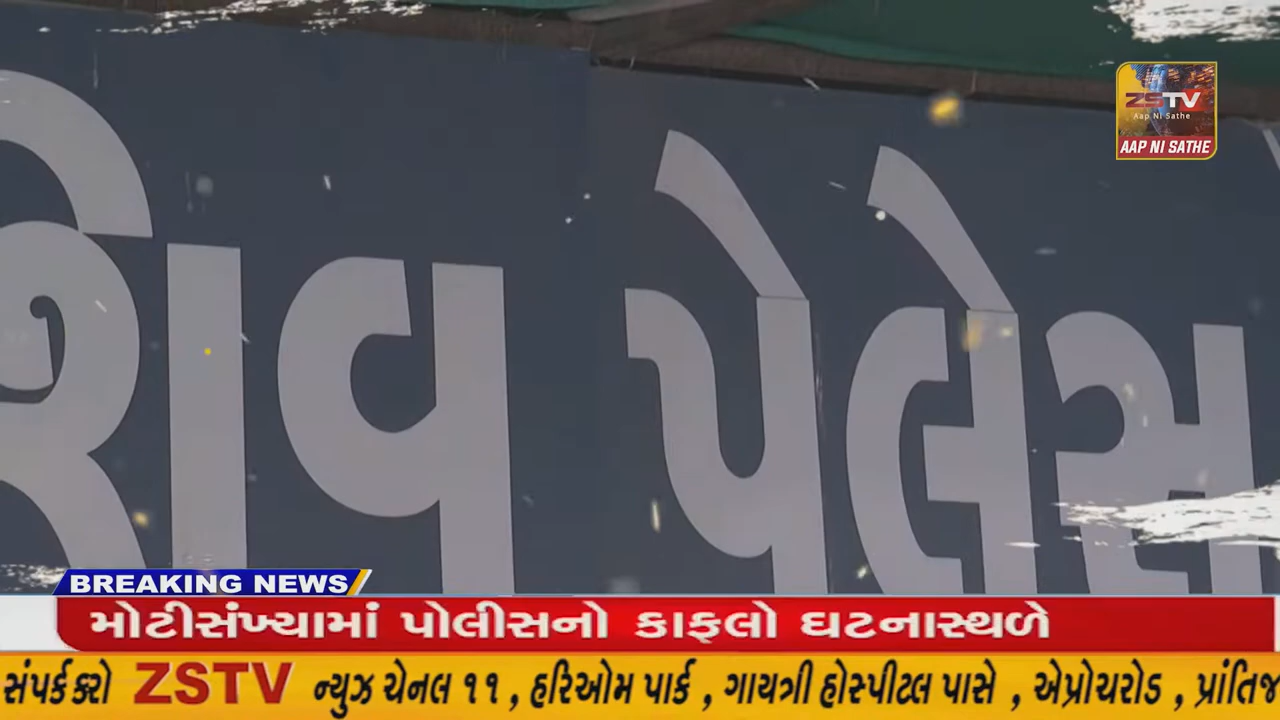 ZSTV
Aap Ni Sathe
AAP NI SATHE
શિવ પેલેસ
BREAKING NEWS
મોટીસંખ્યામાં પોલીસનો કાફલો ઘટનાસ્થળે
સંપર્ક કરો ZSTV ન્યુઝ ચેનલ ૧૧ , હરિઓમ પાર્ક , ગાયત્રી હોસ્પીટલ પાસે , એપ્રોચરોડ , પ્રાંતિજ